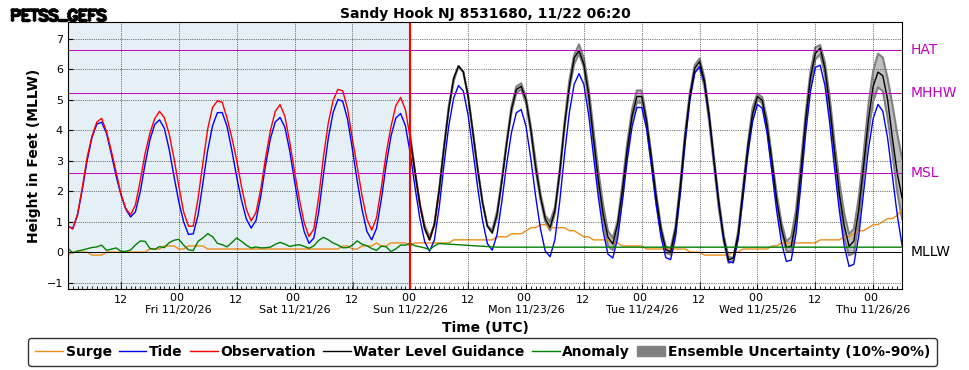 PETSS_GEFS
Sandy Hook NJ 8531680, 11/22 06:20
Height in Feet (MLLW)
7
6
5
4
3
2
1
0
−1
HAT
MHHW
MSL
MLLW
12 00 12 00 12 00 12 00 12 00 12 00 12 00
Fri 11/20/26 Sat 11/21/26 Sun 11/22/26 Mon 11/23/26 Tue 11/24/26 Wed 11/25/26 Thu 11/26/26
Time (UTC)
Surge Tide Observation Water Level Guidance Anomaly Ensemble Uncertainty (10%-90%)